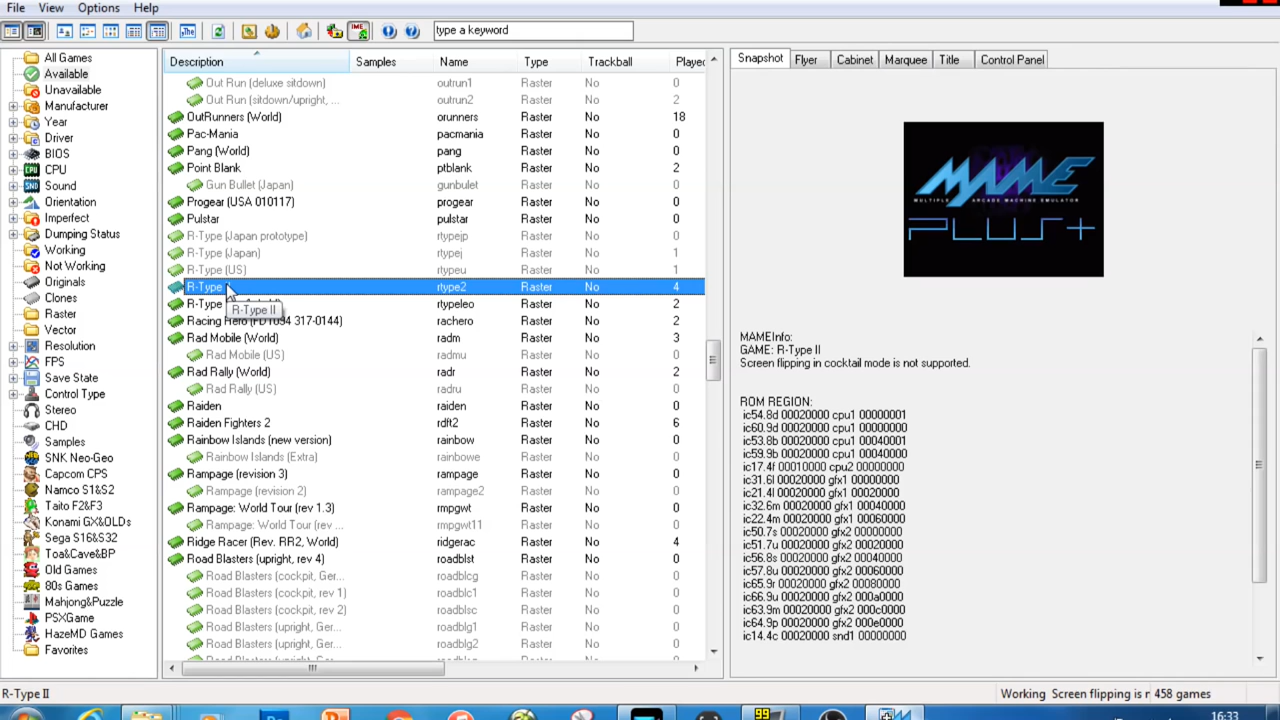 File View Options Help
type a keyword
All Games
Available
Unavailable
Manufacturer
Year
Driver
BIOS
CPU
Sound
Orientation
Imperfect
Dumping Status
Working
Not Working
Originals
Clones
Raster
Vector
Resolution
FPS
Save State
Control Type
Stereo
CHD
Samples
SNK Neo-Geo
Capcom CPS
Namco S1&S2
Taito F2&F3
Konami GX&OLDs
Sega S16&S32
Toa&Cave&BP
Old Games
80s Games
Mahjong&Puzzle
PSXGame
HazeMD Games
Favorites
Description Samples Name Type Trackball Played
Out Run (deluxe sitdown) outrun1 Raster No 0
Out Run (sitdown/upright, ... outrun2 Raster No 2
OutRunners (World) orunners Raster No 18
Pac-Mania pacmania Raster No 0
Pang (World) pang Raster No 0
Point Blank ptblank Raster No 2
Gun Bullet (Japan) gunbulet Raster No 0
Progear (USA 010117) progear Raster No 0
Pulstar pulstar Raster No 0
R-Type (Japan prototype) rtypejp Raster No 0
R-Type (Japan) rtypej Raster No 1
R-Type (US) rtypeu Raster No 1
R-Type rtype2 Raster No 4
R-Type rtypeleo Raster No 2
R-Type II
Racing Hero (FD1094 317-0144) rachero Raster No 2
Rad Mobile (World) radm Raster No 3
Rad Mobile (US) radmu Raster No 0
Rad Rally (World) radr Raster No 2
Rad Rally (US) radru Raster No 0
Raiden raiden Raster No 0
Raiden Fighters 2 rdft2 Raster No 6
Rainbow Islands (new version) rainbow Raster No 0
Rainbow Islands (Extra) rainbowe Raster No 0
Rampage (revision 3) rampage Raster No 0
Rampage (revision 2) rampage2 Raster No 0
Rampage: World Tour (rev 1.3) rmpgwt Raster No 0
Rampage: World Tour (rev ... rmpgwt11 Raster No 0
Ridge Racer (Rev. RR2, World) ridgerac Raster No 4
Road Blasters (upright, rev 4) roadblst Raster No 0
Road Blasters (cockpit, Ger... roadblcg Raster No 0
Road Blasters (cockpit, rev 1) roadblc1 Raster No 0
Road Blasters (cockpit, rev 2) roadblsc Raster No 0
Road Blasters (upright, Ger... roadblg1 Raster No 0
Road Blasters (upright, Ger... roadblg2 Raster No 0
Snapshot Flyer Cabinet Marquee Title Control Panel
MAME
MULTIPLE ARCADE MACHINE EMULATOR
PLUS+
MAMEInfo:
GAME: R-Type II
Screen flipping in cocktail mode is not supported.
ROM REGION:
ic54.8d 00020000 cpu1 00000001
ic60.9d 00020000 cpu1 00000000
ic53.8b 00020000 cpu1 00040001
ic59.9b 00020000 cpu1 00040000
ic17.4f 00010000 cpu2 00000000
ic31.6l 00020000 gfx1 00000000
ic21.4l 00020000 gfx1 00020000
ic32.6m 00020000 gfx1 00040000
ic22.4m 00020000 gfx1 00060000
ic50.7s 00020000 gfx2 00000000
ic51.7u 00020000 gfx2 00020000
ic56.8s 00020000 gfx2 00040000
ic57.8u 00020000 gfx2 00060000
ic65.9r 00020000 gfx2 00080000
ic66.9u 00020000 gfx2 000a0000
ic63.9m 00020000 gfx2 000c0000
ic64.9p 00020000 gfx2 000e0000
ic14.4c 00020000 snd1 00000000
R-Type II Working Screen flipping is r 458 games
99
16:33